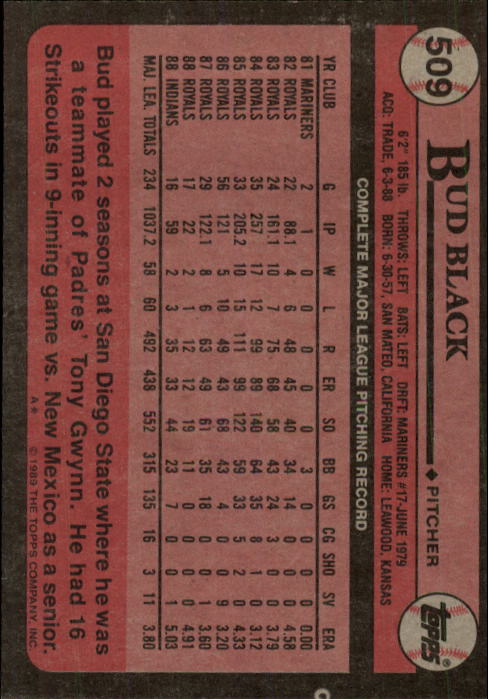 509
BUD BLACK ♦ PITCHER
topps®
6'2" 185 lb. THROWS: LEFT BATS: LEFT DRFT: MARINERS #17-JUNE 1979
ACQ: TRADE, 6-3-88 BORN: 6-30-57, SAN MATEO, CALIFORNIA HOME: LEAWOOD, KANSAS
COMPLETE MAJOR LEAGUE PITCHING RECORD
YR CLUB G IP W L R ER SO BB GS CG SHO SV ERA
81 MARINERS 2 1 0 0 0 0 0 3 0 0 0 0 0.00
82 ROYALS 22 88.1 4 6 48 45 40 34 14 0 0 0 4.58
83 ROYALS 24 161.1 10 7 75 68 58 43 24 3 0 0 3.79
84 ROYALS 35 257 17 12 99 89 140 64 35 8 1 0 3.12
85 ROYALS 33 205.2 10 15 111 99 122 59 33 5 2 0 4.33
86 ROYALS 56 121 5 10 49 43 68 43 4 0 0 9 3.20
87 ROYALS 29 122.1 8 6 63 49 61 35 18 0 0 1 3.60
88 ROYALS 17 22 2 1 12 12 19 11 0 0 0 0 4.91
88 INDIANS 16 59 2 3 35 33 44 23 7 0 0 1 5.03
MAJ. LEA. TOTALS 234 1037.2 58 60 492 438 552 315 135 16 3 11 3.80
Bud played 2 seasons at San Diego State where he was
a teammate of Padres' Tony Gwynn. He had 16
Strikeouts in 9-inning game vs. New Mexico as a senior.
A* © 1989 THE TOPPS COMPANY, INC.